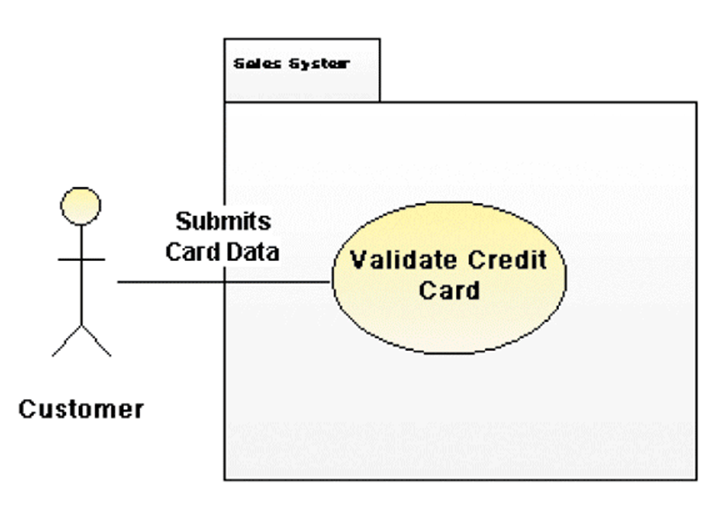 Sales System
Submits
Card Data
Validate Credit
Card
Customer